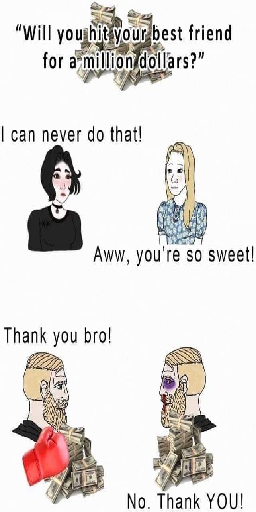 “Will you hit your best friend
for a million dollars?”
I can never do that!
Aww, you're so sweet!
Thank you bro!
No. Thank YOU!